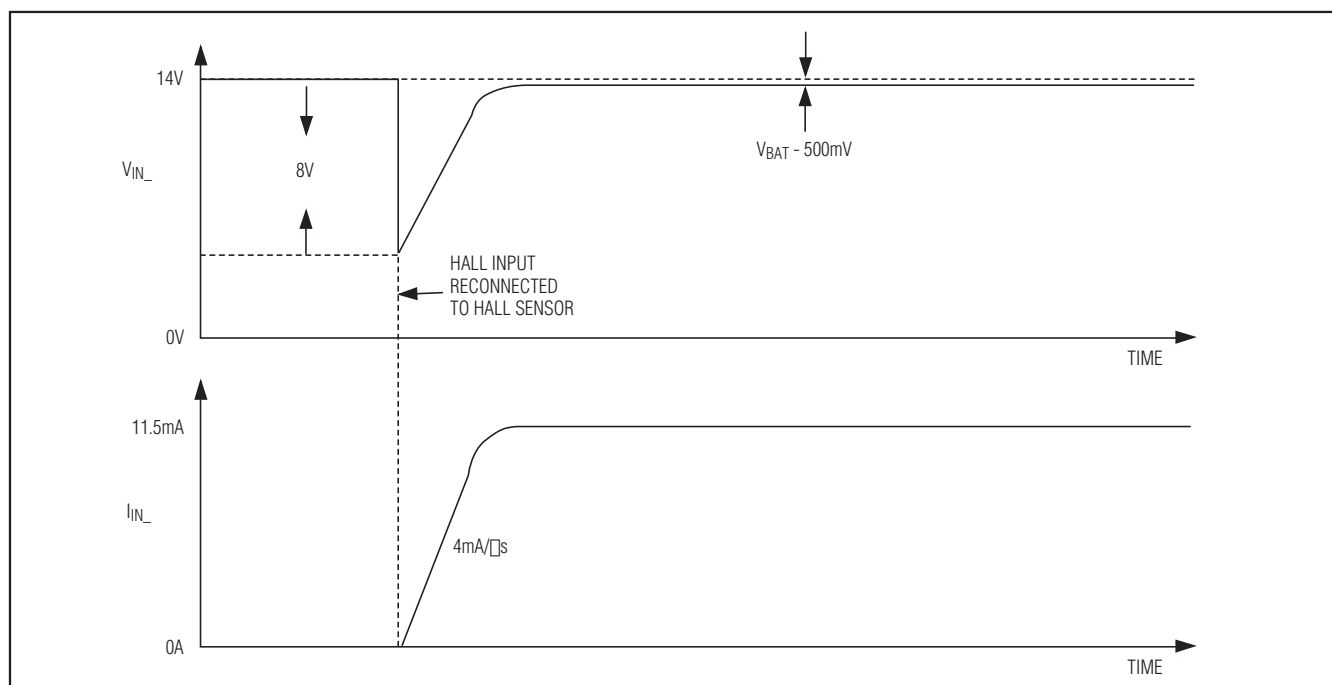 14V
V_IN_
8V
V_BAT - 500mV
HALL INPUT
RECONNECTED
TO HALL SENSOR
0V
TIME
11.5mA
I_IN_
4mA/□s
0A
TIME